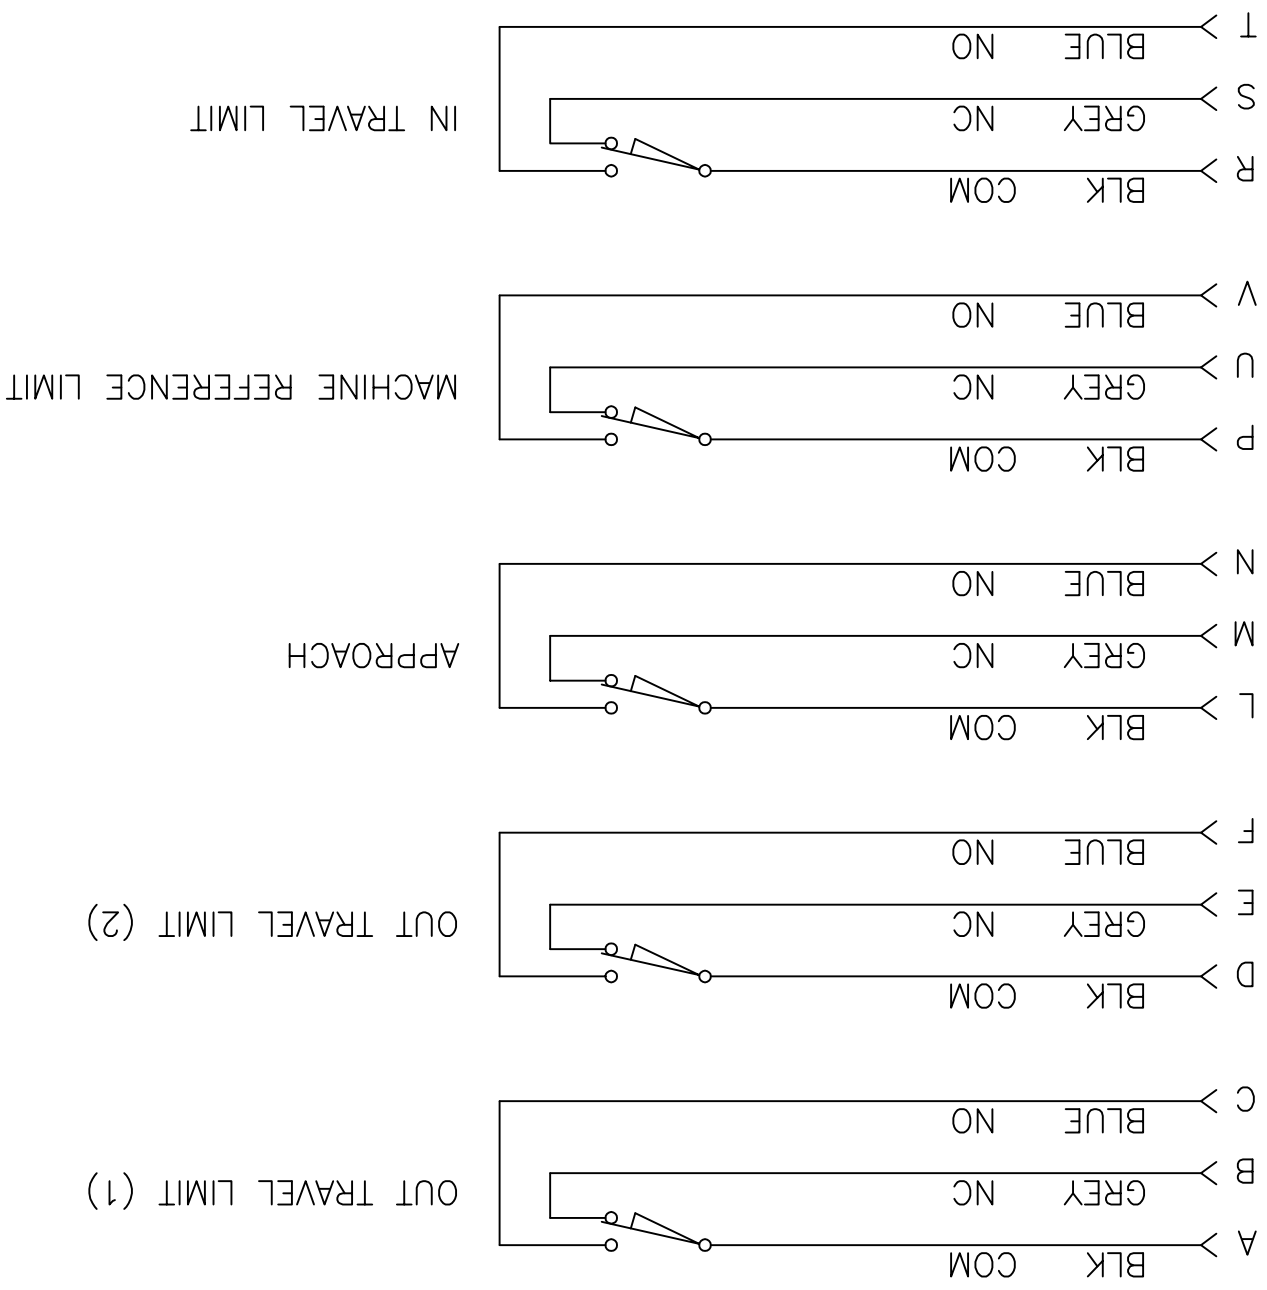 A BLK COM
B GREY NC OUT TRAVEL LIMIT (1)
C BLUE NO
D BLK COM
E GREY NC OUT TRAVEL LIMIT (2)
F BLUE NO
L BLK COM
M GREY NC APPROACH
N BLUE NO
P BLK COM
U GREY NC MACHINE REFERENCE LIMIT
V BLUE NO
R BLK COM
S GREY NC IN TRAVEL LIMIT
T BLUE NO